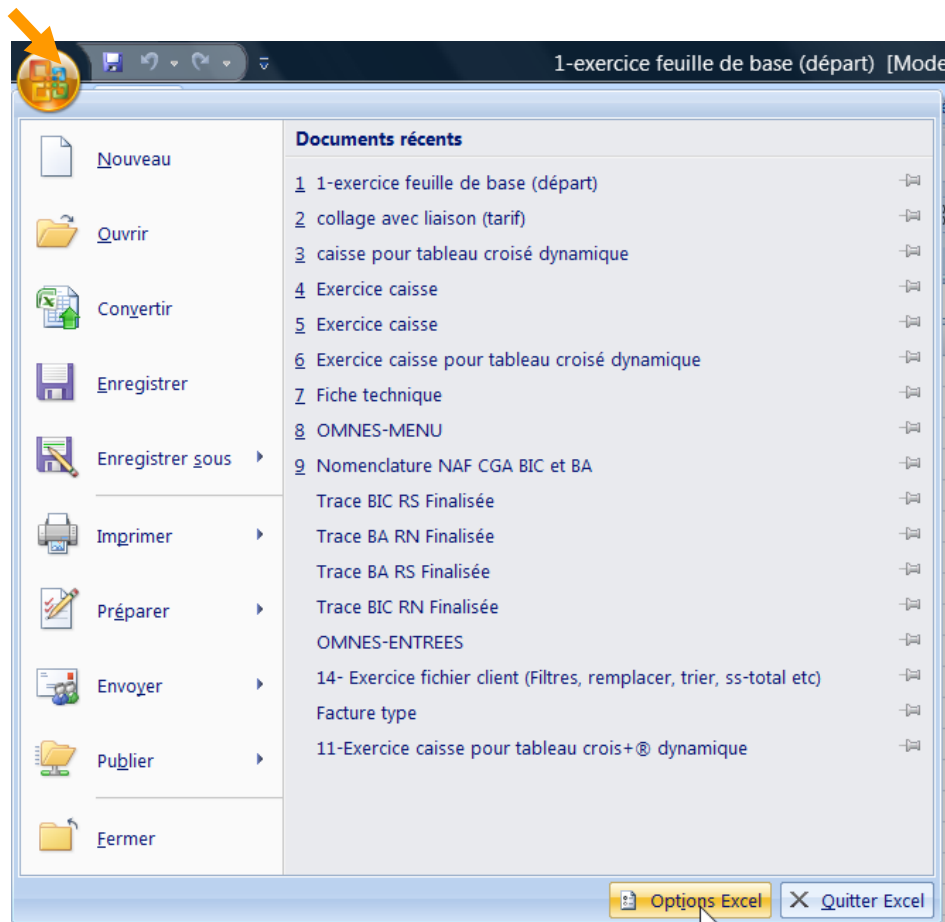 1-exercice feuille de base (départ) [Mode
Nouveau
Ouvrir
Convertir
Enregistrer
Enregistrer sous
Imprimer
Préparer
Envoyer
Publier
Fermer
Documents récents
1 1-exercice feuille de base (départ)
2 collage avec liaison (tarif)
3 caisse pour tableau croisé dynamique
4 Exercice caisse
5 Exercice caisse
6 Exercice caisse pour tableau croisé dynamique
7 Fiche technique
8 OMNES-MENU
9 Nomenclature NAF CGA BIC et BA
Trace BIC RS Finalisée
Trace BA RN Finalisée
Trace BA RS Finalisée
Trace BIC RN Finalisée
OMNES-ENTREES
14- Exercice fichier client (Filtres, remplacer, trier, ss-total etc)
Facture type
11-Exercice caisse pour tableau crois+® dynamique
Options Excel
Quitter Excel